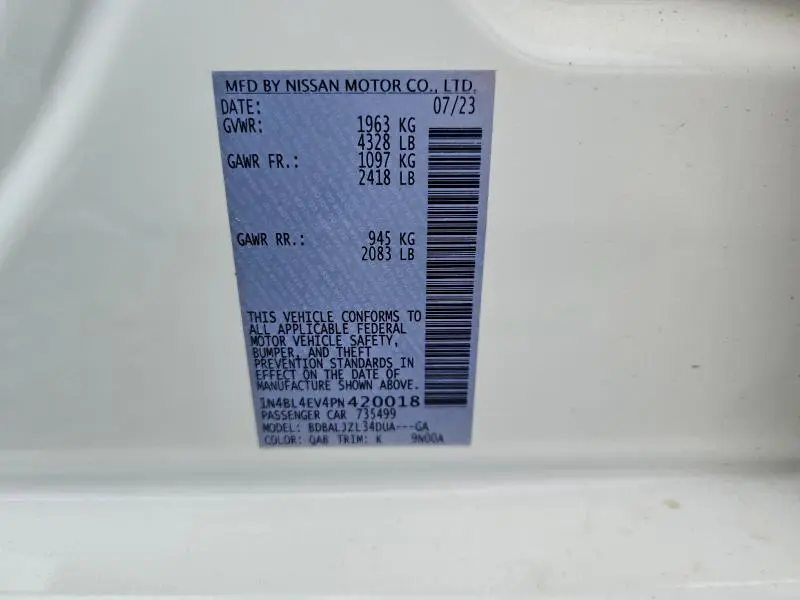 MFD BY NISSAN MOTOR CO., LTD.
DATE: 07/23
GVWR: 1963 KG
4328 LB
GAWR FR.: 1097 KG
2418 LB
GAWR RR.: 945 KG
2083 LB
THIS VEHICLE CONFORMS TO
ALL APPLICABLE FEDERAL
MOTOR VEHICLE SAFETY,
BUMPER, AND THEFT
PREVENTION STANDARDS IN
EFFECT ON THE DATE OF
MANUFACTURE SHOWN ABOVE.
1N4BL4EV4PN420018
PASSENGER CAR 735499
MODEL: BDBALJZL34DUA---GA
COLOR: QAB TRIM: K 9N00A